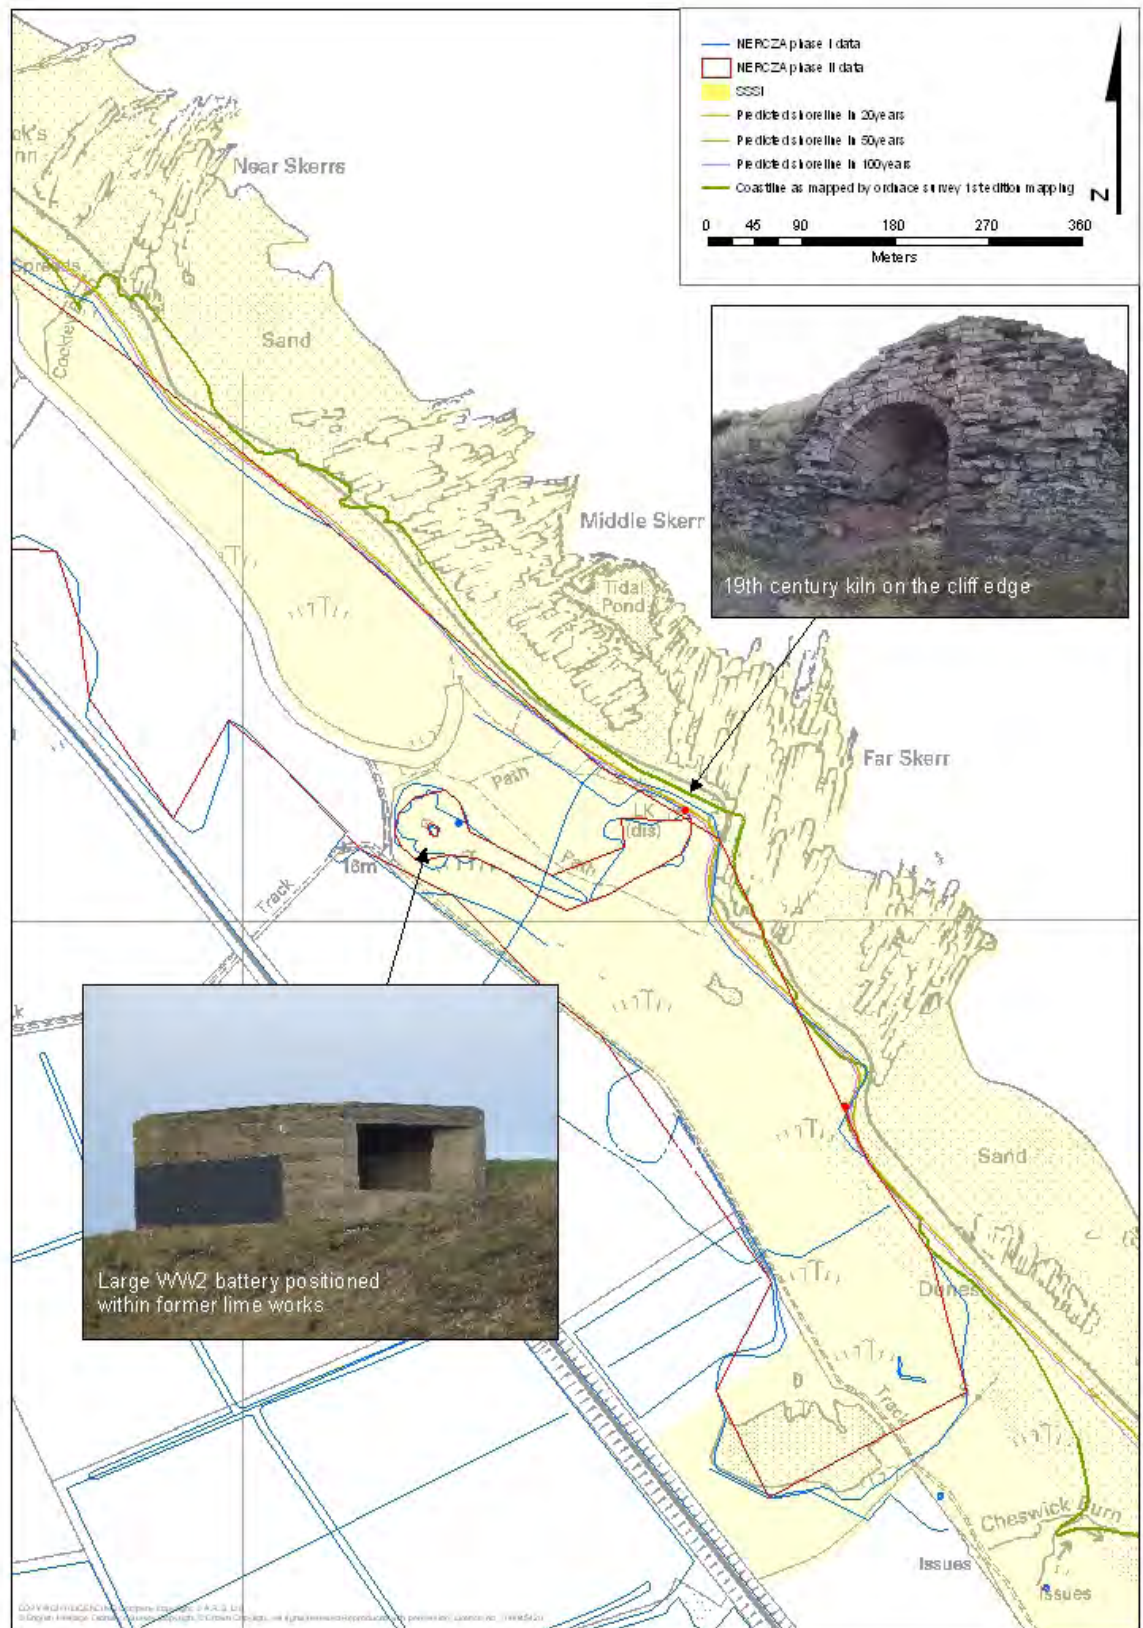 NERCZA phase I data
NERCZA phase II data
SSSI
Predicted shoreline in 20years
Predicted shoreline in 50years
Predicted shoreline in 100years
Coastline as mapped by ordnace survey 1st edition mapping
N
0 45 90 180 270 360
Meters
Near Skerrs
Sand
Middle Skerr
Tidal
Pond
19th century kiln on the cliff edge
Far Skerr
Path
LK
(dis)
Path
16m
Track
Large WW2 battery positioned
within former lime works
Sand
Dunes
Track
Cheswick Burn
Issues
Issues